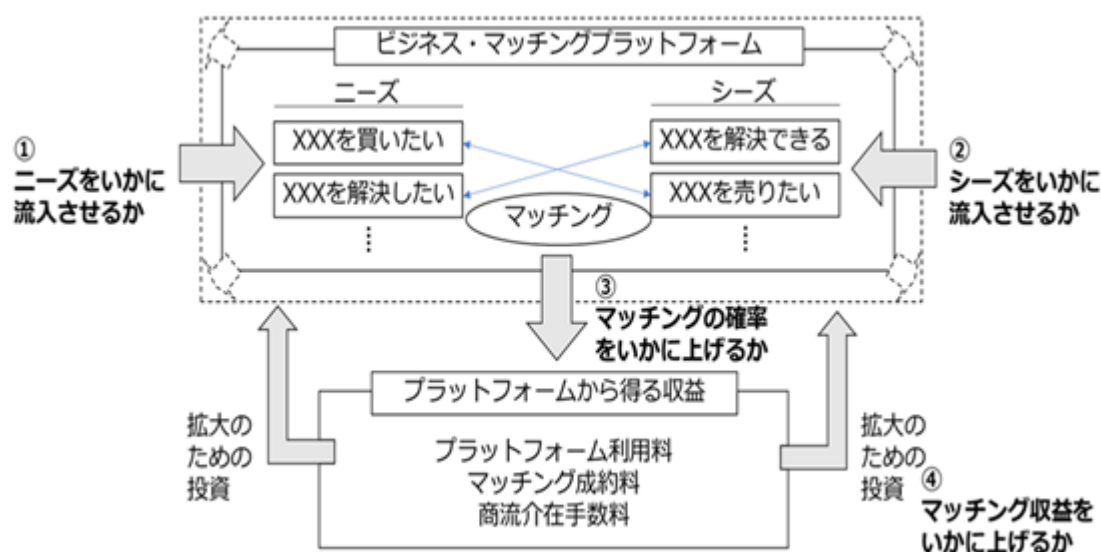 ビジネス・マッチングプラットフォーム
ニーズ
シーズ
XXXを買いたい
XXXを解決できる
XXXを解決したい
XXXを売りたい
マッチング
①
ニーズをいかに
流入させるか
②
シーズをいかに
流入させるか
③
マッチングの確率
をいかに上げるか
プラットフォームから得る収益
プラットフォーム利用料
マッチング成約料
商流介在手数料
拡大の
ための
投資
拡大の
ための
投資
④
マッチング収益を
いかに上げるか